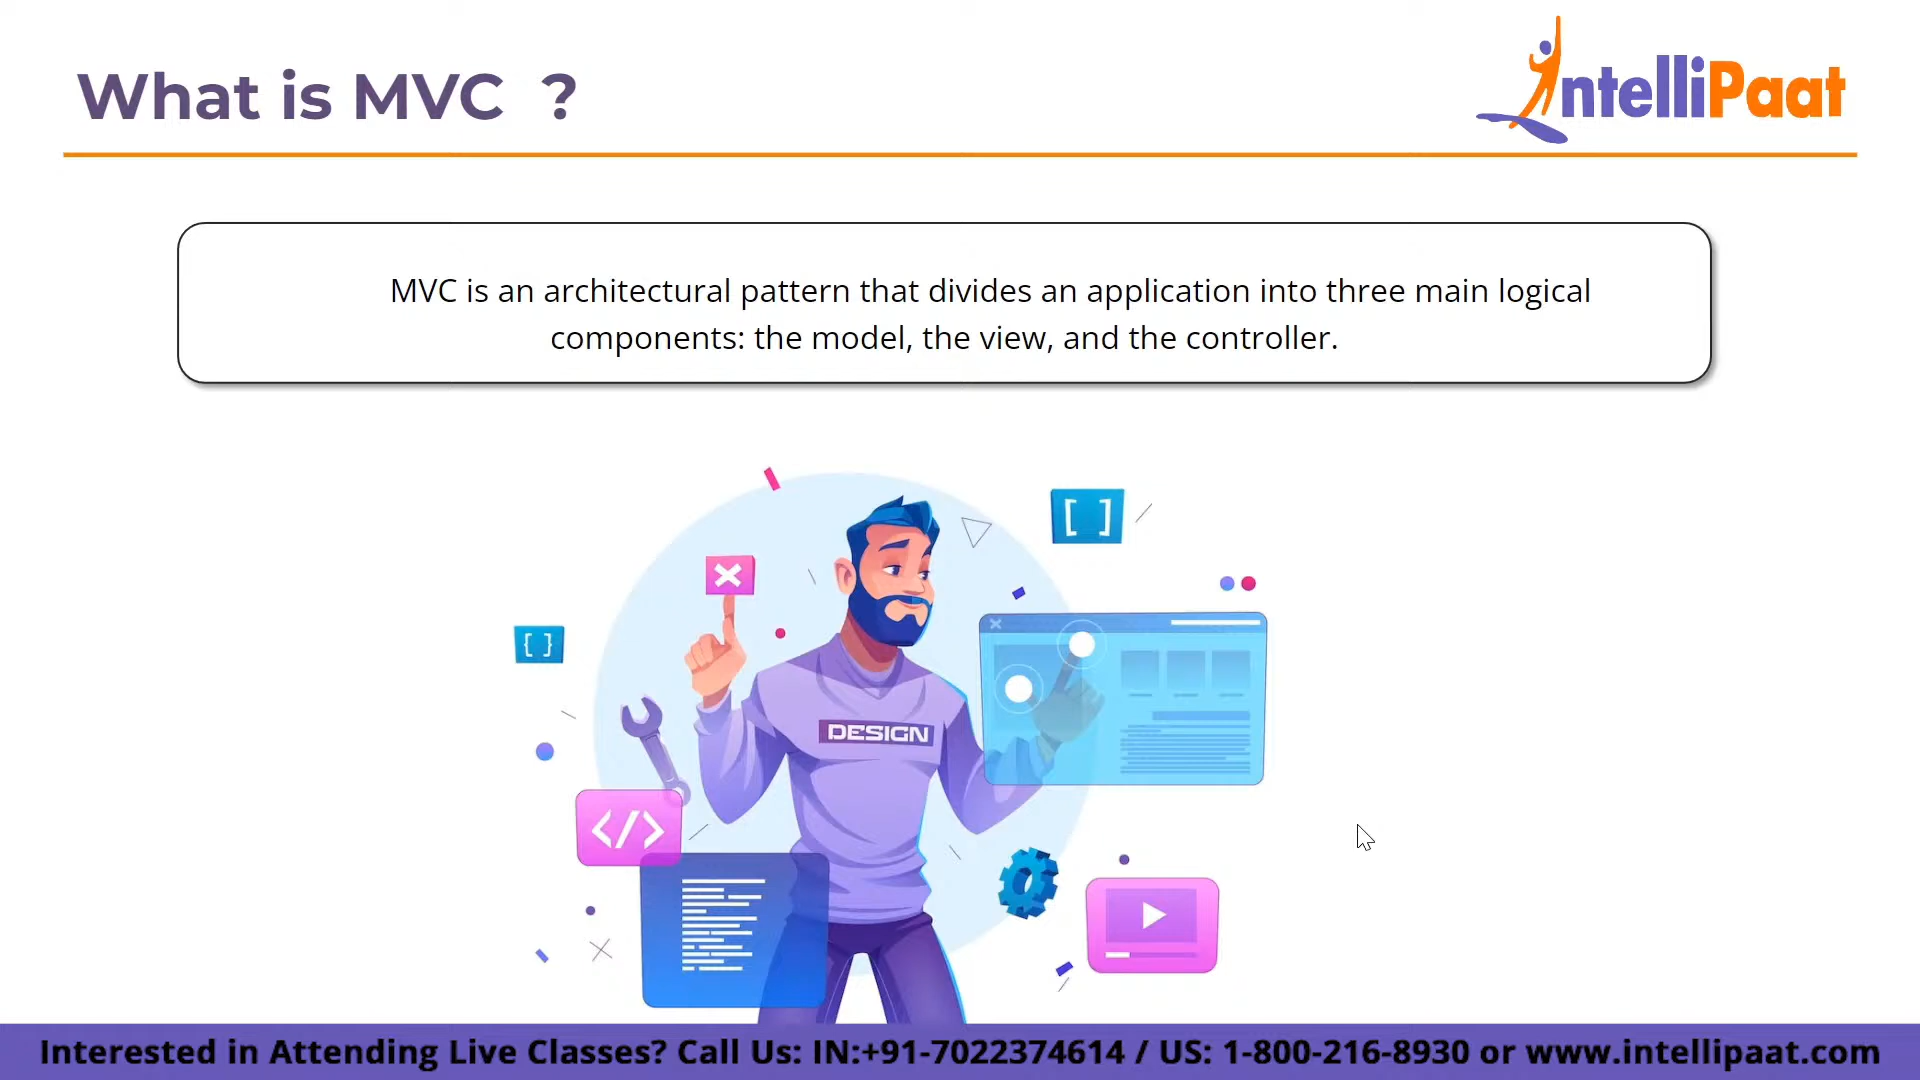 What is MVC ?
IntelliPaat
MVC is an architectural pattern that divides an application into three main logical
components: the model, the view, and the controller.
[ ]
{ }
DESIGN
</>
Interested in Attending Live Classes? Call Us: IN:+91-7022374614 / US: 1-800-216-8930 or www.intellipaat.com